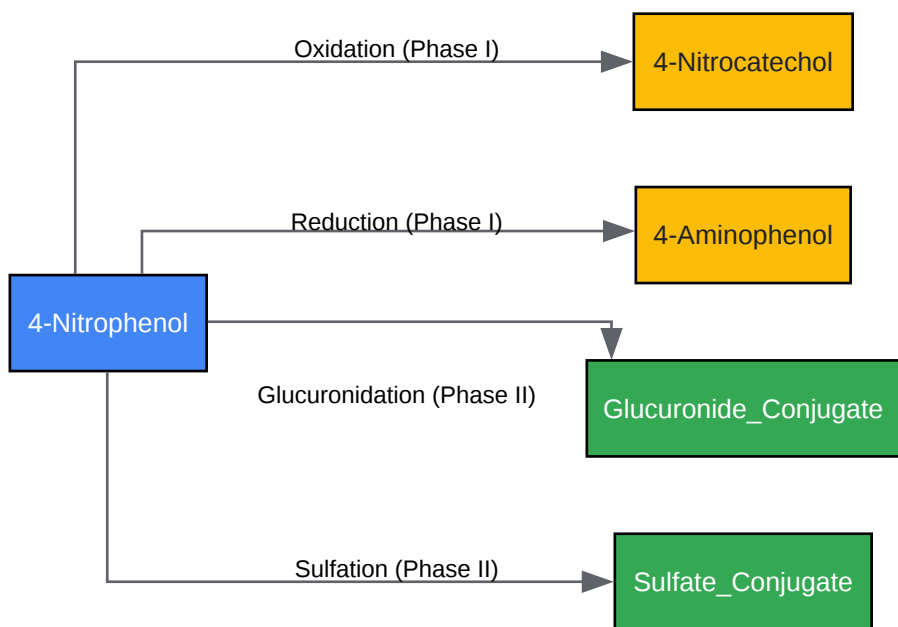 Oxidation (Phase I)
4-Nitrocatechol
Reduction (Phase I)
4-Aminophenol
4-Nitrophenol
Glucuronidation (Phase II)
Glucuronide_Conjugate
Sulfation (Phase II)
Sulfate_Conjugate